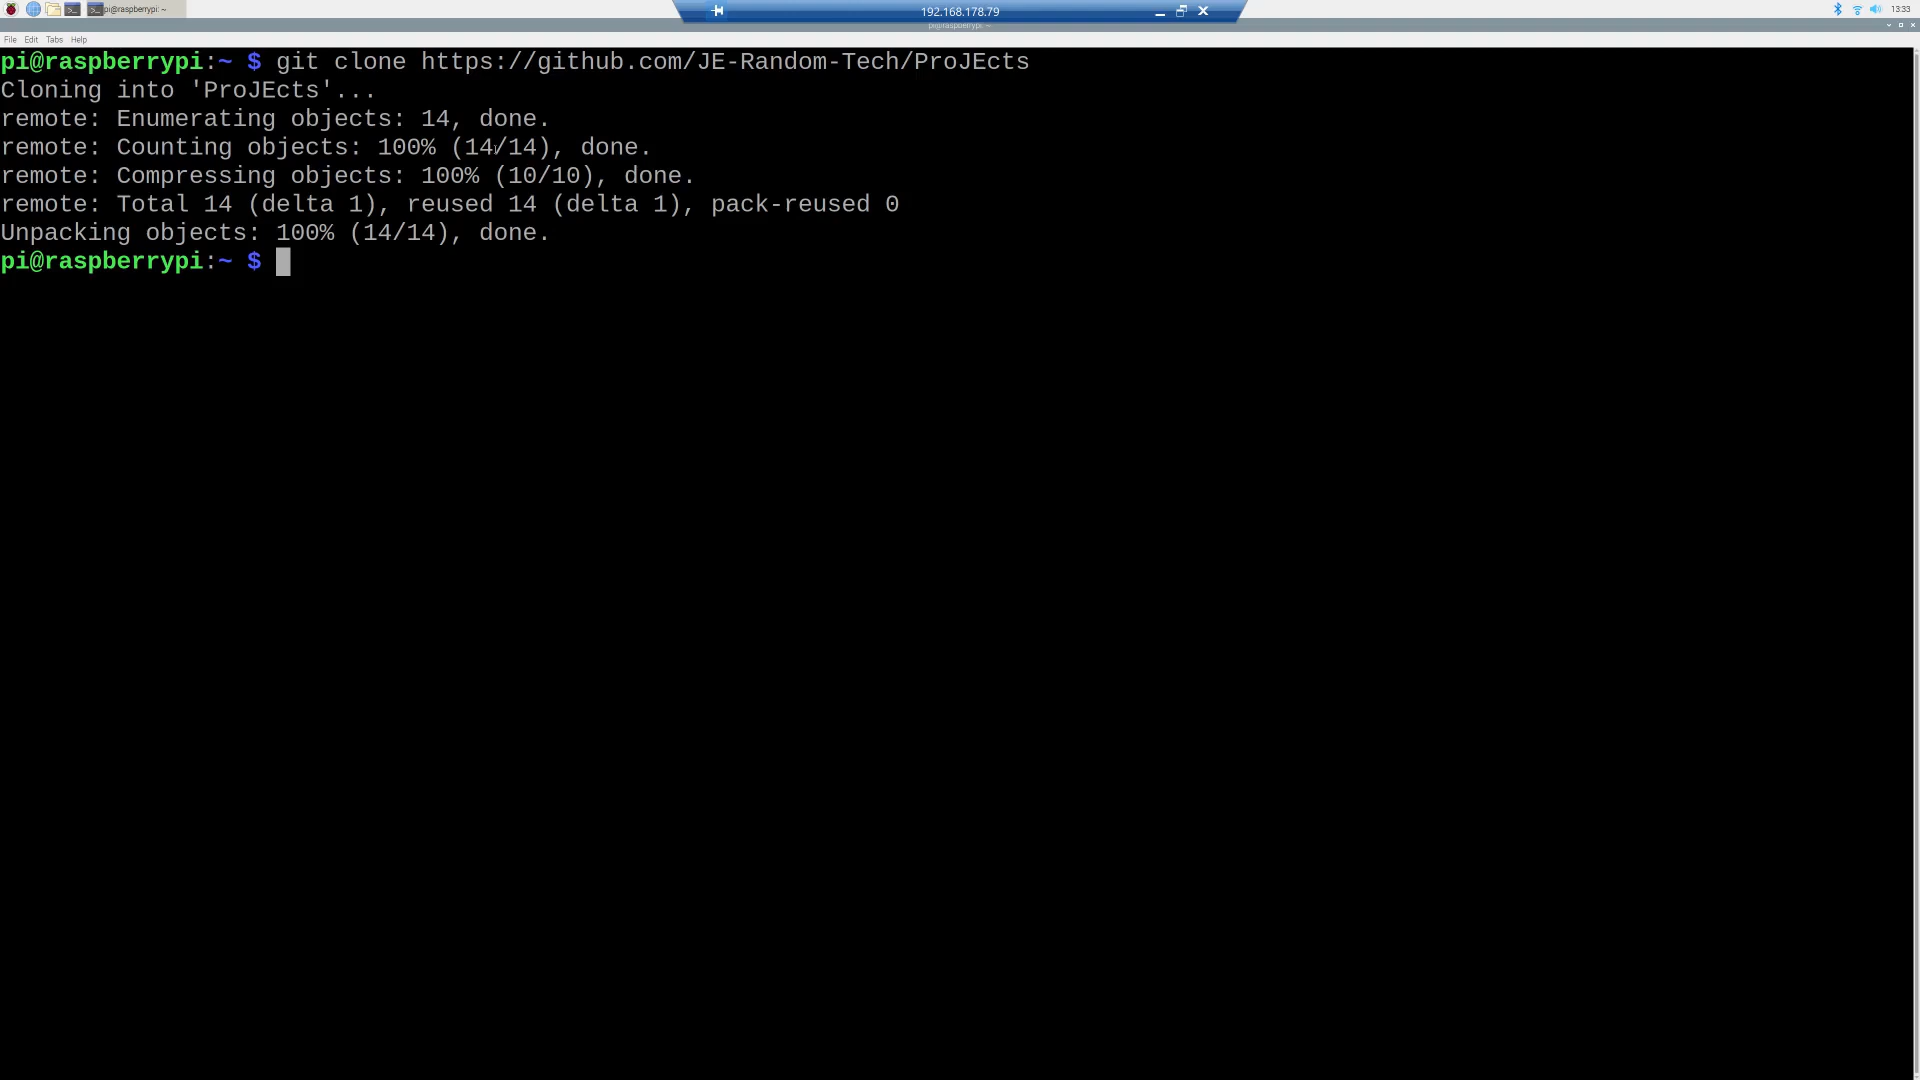 pi@raspberrypi: ~
192.168.178.79
13:33
pi@raspberrypi: ~
File Edit Tabs Help
pi@raspberrypi:~ $ git clone https://github.com/JE-Random-Tech/ProJEcts
Cloning into 'ProJEcts'...
remote: Enumerating objects: 14, done.
remote: Counting objects: 100% (14/14), done.
remote: Compressing objects: 100% (10/10), done.
remote: Total 14 (delta 1), reused 14 (delta 1), pack-reused 0
Unpacking objects: 100% (14/14), done.
pi@raspberrypi:~ $